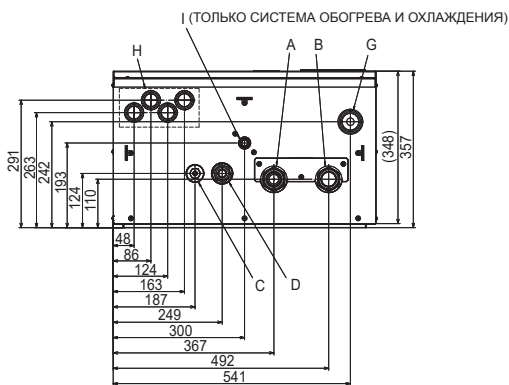 I (ТОЛЬКО СИСТЕМА ОБОГРЕВА И ОХЛАЖДЕНИЯ)
H
A
B
G
291
263
242
193
124
110
(348)
357
48
86
124
163
187
249
300
367
492
541
C
D